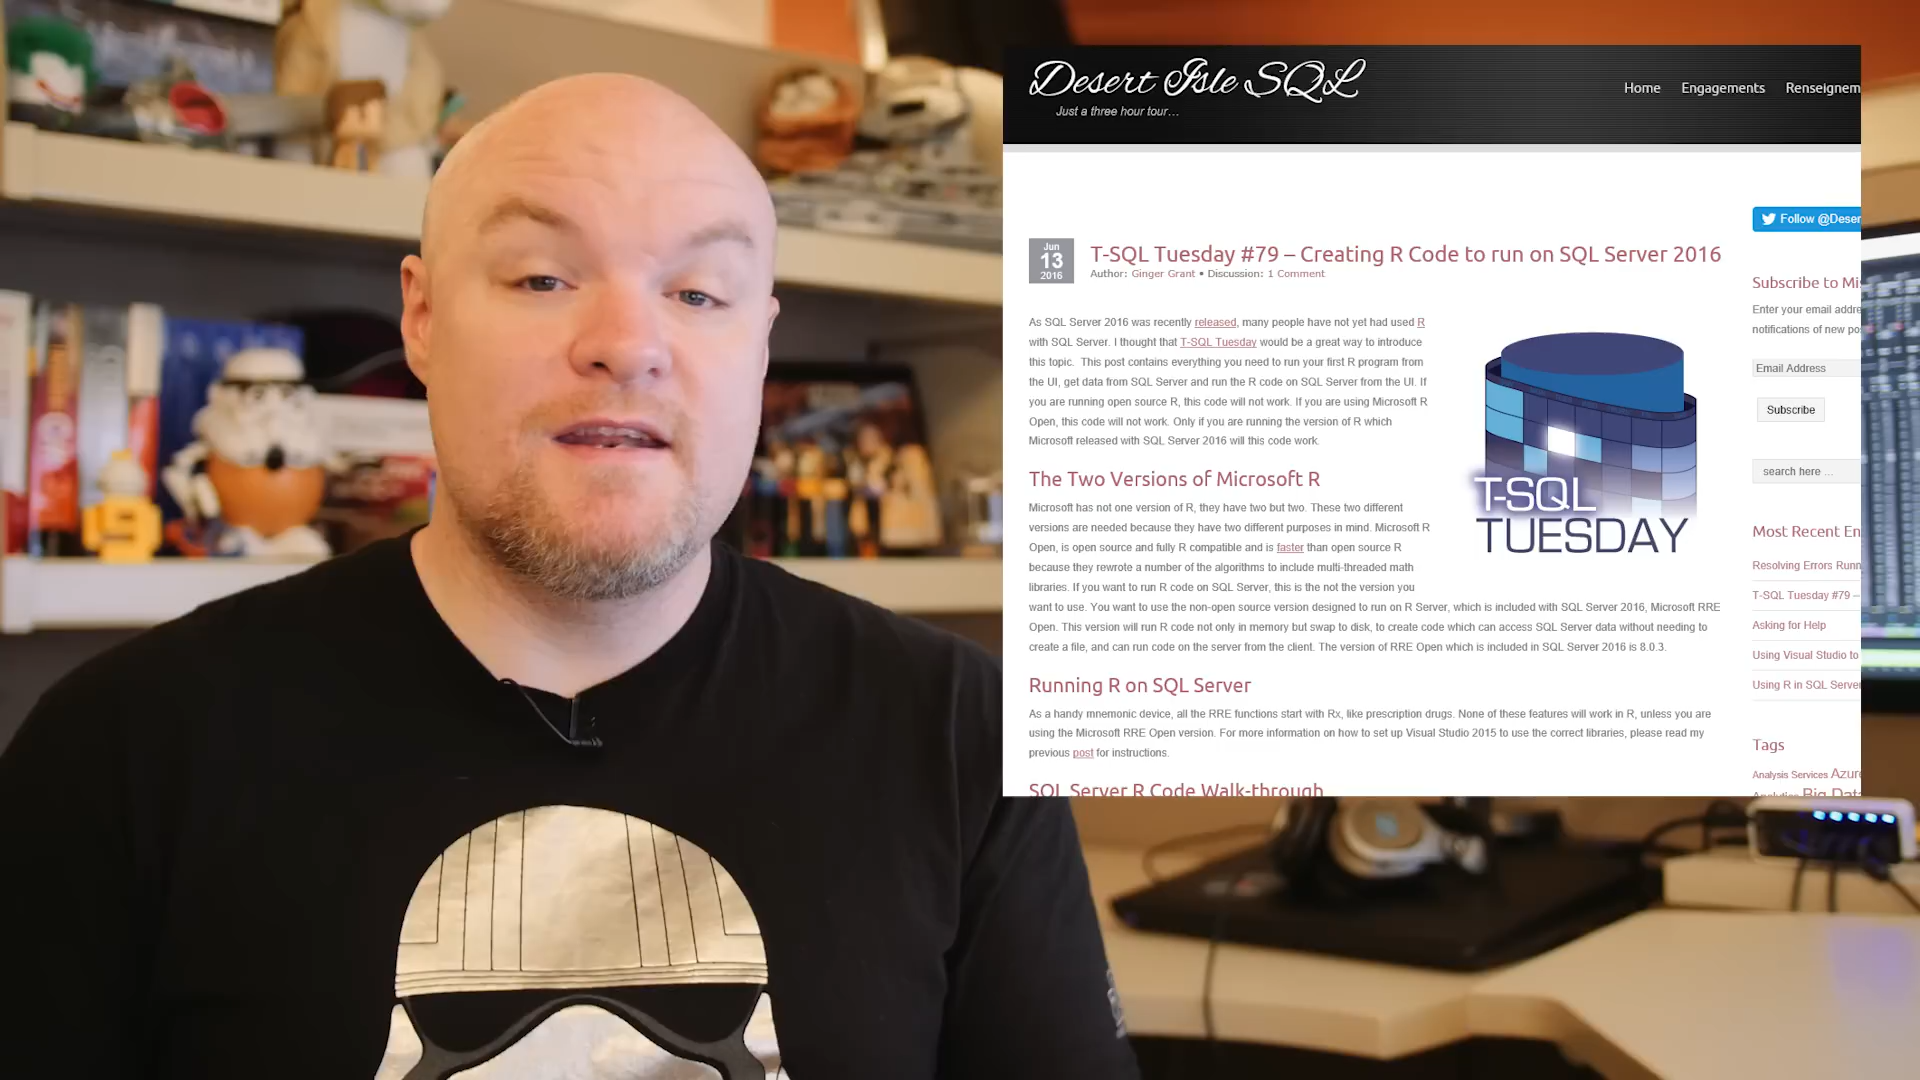 Desert Isle SQL
Just a three hour tour…
Home Engagements Renseignem
Follow @Deser
Jun
13
2016
T-SQL Tuesday #79 – Creating R Code to run on SQL Server 2016
Author: Ginger Grant • Discussion: 1 Comment
As SQL Server 2016 was recently released, many people have not yet had used R
with SQL Server. I thought that T-SQL Tuesday would be a great way to introduce
this topic. This post contains everything you need to run your first R program from
the UI, get data from SQL Server and run the R code on SQL Server from the UI. If
you are running open source R, this code will not work. If you are using Microsoft R
Open, this code will not work. Only if you are running the version of R which
Microsoft released with SQL Server 2016 will this code work.
T-SQL
TUESDAY
The Two Versions of Microsoft R
Microsoft has not one version of R, they have two but two. These two different
versions are needed because they have two different purposes in mind. Microsoft R
Open, is open source and fully R compatible and is faster than open source R
because they rewrote a number of the algorithms to include multi-threaded math
libraries. If you want to run R code on SQL Server, this is the not the version you
want to use. You want to use the non-open source version designed to run on R Server, which is included with SQL Server 2016, Microsoft RRE
Open. This version will run R code not only in memory but swap to disk, to create code which can access SQL Server data without needing to
create a file, and can run code on the server from the client. The version of RRE Open which is included in SQL Server 2016 is 8.0.3.
Running R on SQL Server
As a handy mnemonic device, all the RRE functions start with Rx, like prescription drugs. None of these features will work in R, unless you are
using the Microsoft RRE Open version. For more information on how to set up Visual Studio 2015 to use the correct libraries, please read my
previous post for instructions.
SQL Server R Code Walk-through
Subscribe to Mis
Enter your email addre
notifications of new pos
Email Address
Subscribe
search here ...
Most Recent En
Resolving Errors Runn
T-SQL Tuesday #79 –
Asking for Help
Using Visual Studio to
Using R in SQL Server
Tags
Analysis Services Azure
Analytics Big Data